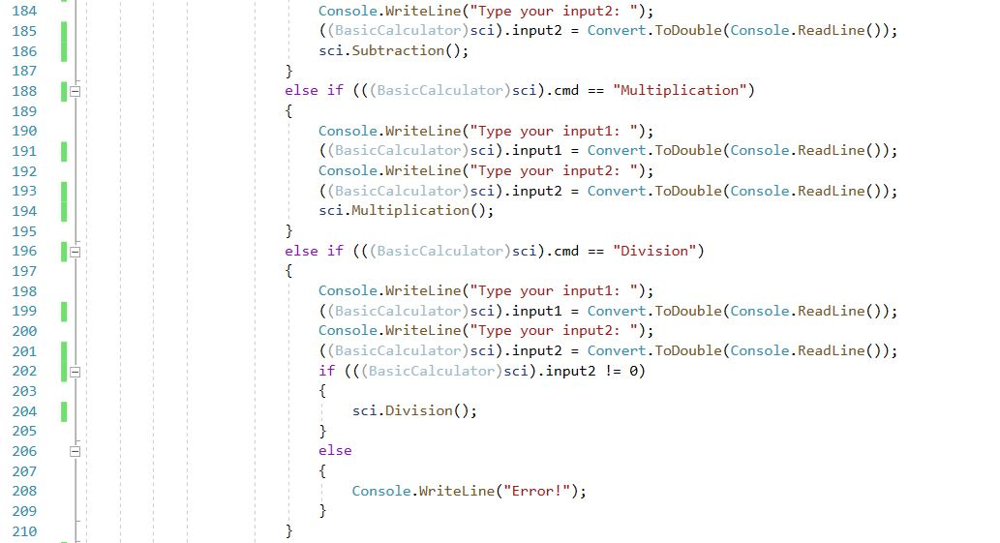 184 Console.WriteLine("Type your input2: ");
185 ((BasicCalculator)sci).input2 = Convert.ToDouble(Console.ReadLine());
186 sci.Subtraction();
187 }
188 else if (((BasicCalculator)sci).cmd == "Multiplication")
189 {
190 Console.WriteLine("Type your input1: ");
191 ((BasicCalculator)sci).input1 = Convert.ToDouble(Console.ReadLine());
192 Console.WriteLine("Type your input2: ");
193 ((BasicCalculator)sci).input2 = Convert.ToDouble(Console.ReadLine());
194 sci.Multiplication();
195 }
196 else if (((BasicCalculator)sci).cmd == "Division")
197 {
198 Console.WriteLine("Type your input1: ");
199 ((BasicCalculator)sci).input1 = Convert.ToDouble(Console.ReadLine());
200 Console.WriteLine("Type your input2: ");
201 ((BasicCalculator)sci).input2 = Convert.ToDouble(Console.ReadLine());
202 if (((BasicCalculator)sci).input2 != 0)
203 {
204 sci.Division();
205 }
206 else
207 {
208 Console.WriteLine("Error!");
209 }
210 }